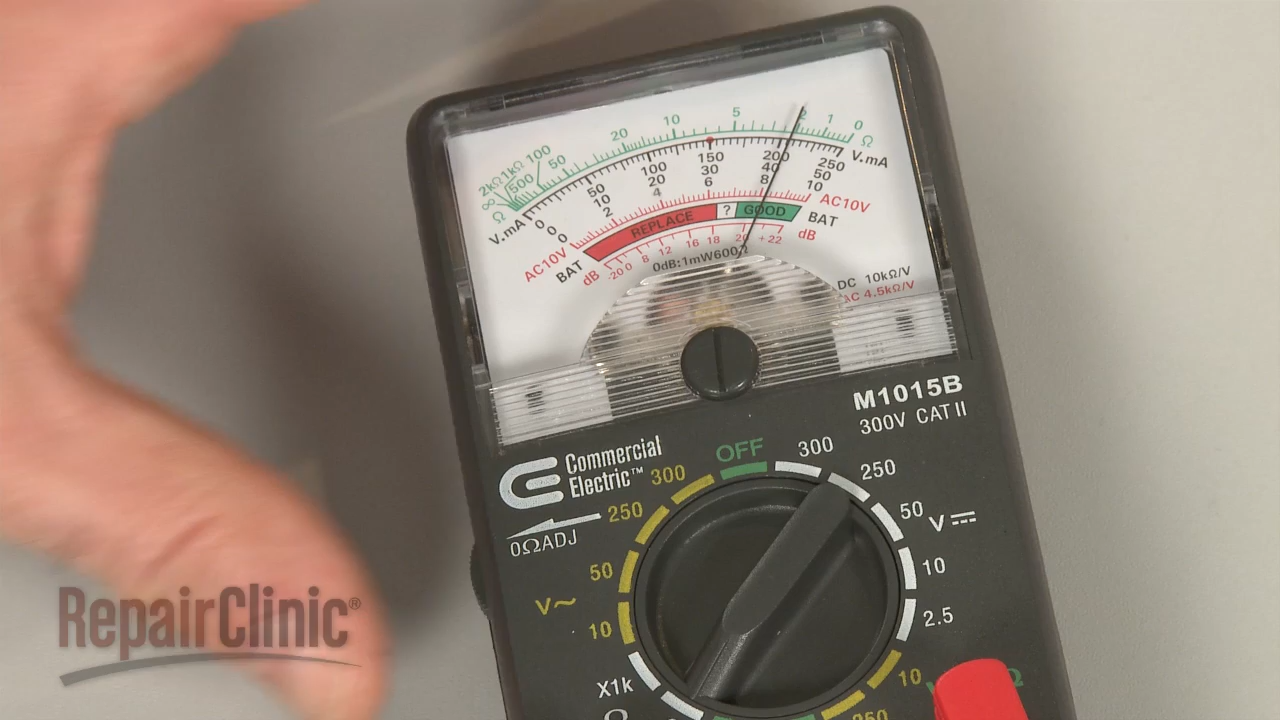 2kΩ1kΩ 100 50 20 10 5 2 1 0 Ω
∞ 500
Ω
V.mA 0 50 100 150 200 250 V.mA
0 10 20 30 40 50
0 2 4 6 8 10
AC10V AC10V
BAT REPLACE ? GOOD BAT
dB -20 0 8 12 16 18 20 +22 dB
0dB:1mW600Ω
DC 10kΩ/V
AC 4.5kΩ/V
M1015B
300V CAT II
Commercial
Electric™
0ΩADJ
OFF
300
250
50
V
10
2.5
10
250
300
250
50
V~
10
X1k
Ω
RepairClinic®